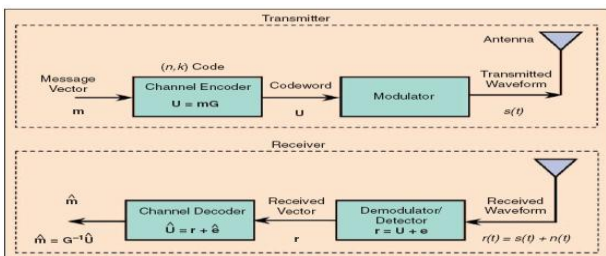 Transmitter
Antenna
(n,k) Code
Message
Vector
m
Channel Encoder
U = mG
Codeword
U
Modulator
Transmitted
Waveform
s(t)
Receiver
m̂
m̂ = G⁻¹Û
Channel Decoder
Û = r + ê
Received
Vector
r
Demodulator/
Detector
r = U + e
Received
Waveform
r(t) = s(t) + n(t)